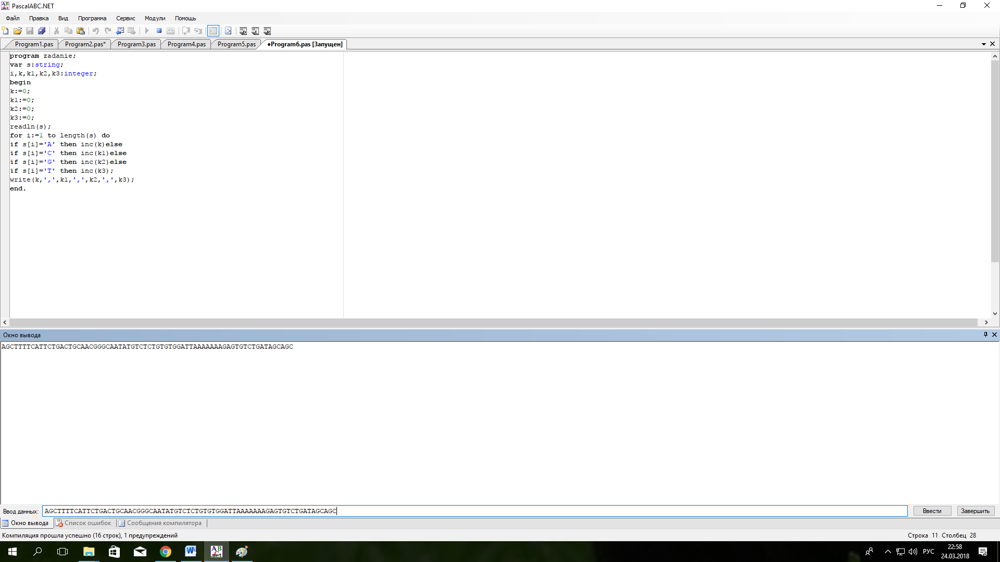 PascalABC.NET
Файл Правка Вид Программа Сервис Модули Помощь
Program1.pas Program2.pas* Program3.pas Program4.pas Program5.pas •Program6.pas [Запущен]
program zadanie;
var s:string;
i,k,k1,k2,k3:integer;
begin
k:=0;
k1:=0;
k2:=0;
k3:=0;
readln(s);
for i:=1 to length(s) do
if s[i]='A' then inc(k)else
if s[i]='C' then inc(k1)else
if s[i]='G' then inc(k2)else
if s[i]='T' then inc(k3);
write(k,',',k1,',',k2,',',k3);
end.
Окно вывода
AGCTTTTCATTCTGACTGCAACGGGCAATATGTCTCTGTGTGGATTAAAAAAAGAGTGTCTGATAGCAGC
Ввод данных: AGCTTTTCATTCTGACTGCAACGGGCAATATGTCTCTGTGTGGATTAAAAAAAGAGTGTCTGATAGCAGC Ввести Завершить
Окно вывода Список ошибок Сообщения компилятора
Компиляция прошла успешно (16 строк), 1 предупреждений Строка 11 Столбец 28
РУС 22:58
24.03.2018